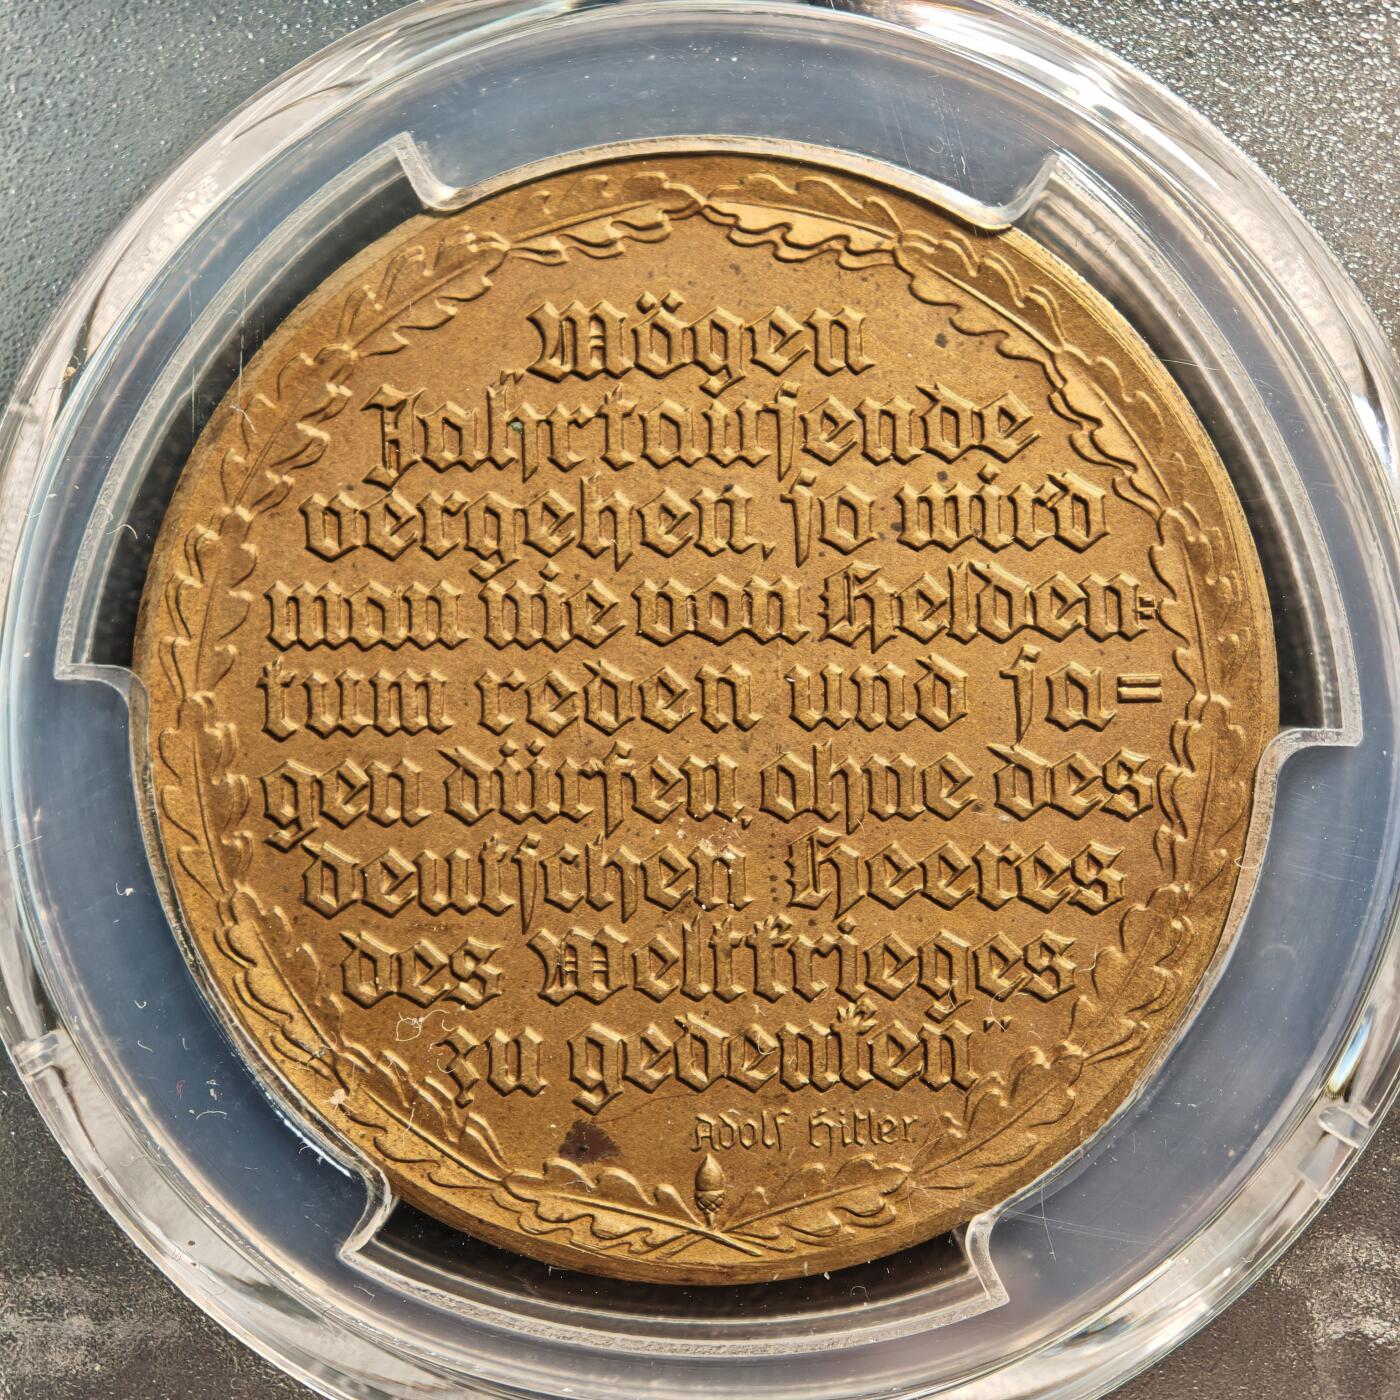 Mögen
Jahrtausende
vergehen, so wird
man nie von Helden=
tum reden und sa=
gen dürfen, ohne des
deutschen Heeres
des Weltkrieges
zu gedenken"
Adolf Hitler